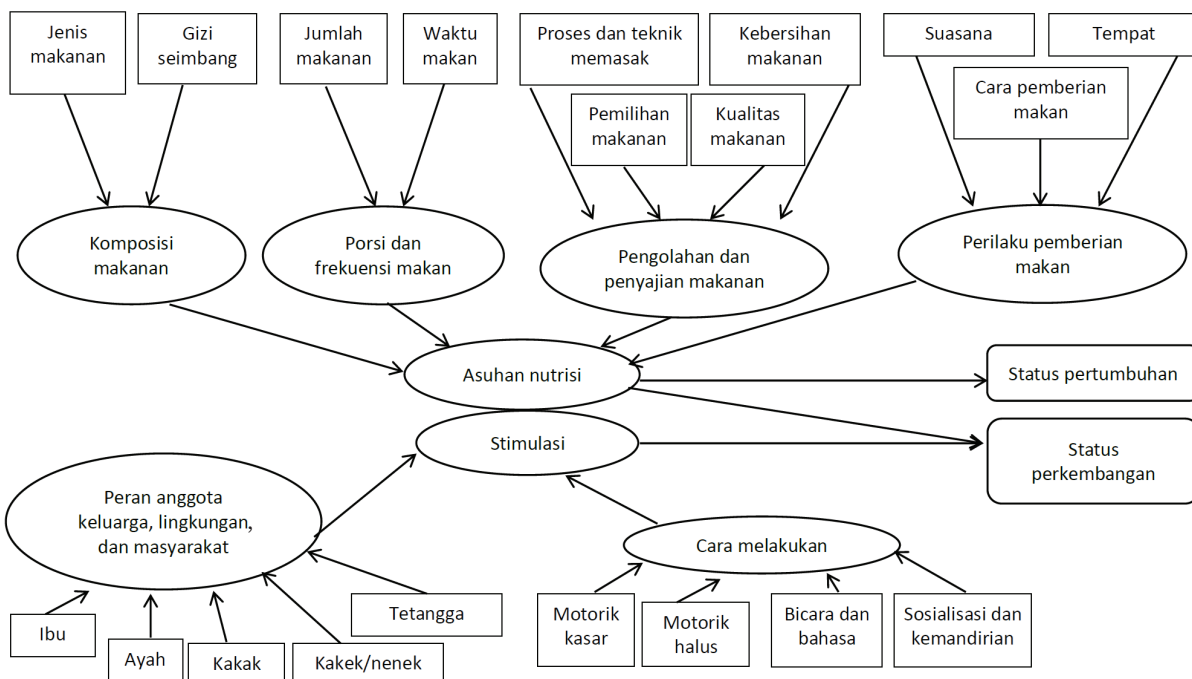 Jenis
makanan
Gizi
seimbang
Jumlah
makanan
Waktu
makan
Proses dan teknik
memasak
Kebersihan
makanan
Suasana
Tempat
Pemilihan
makanan
Kualitas
makanan
Cara pemberian
makan
Komposisi
makanan
Porsi dan
frekuensi makan
Pengolahan dan
penyajian makanan
Perilaku pemberian
makan
Asuhan nutrisi
Status pertumbuhan
Stimulasi
Status
perkembangan
Peran anggota
keluarga, lingkungan,
dan masyarakat
Cara melakukan
Ibu
Ayah
Kakak
Kakek/nenek
Tetangga
Motorik
kasar
Motorik
halus
Bicara dan
bahasa
Sosialisasi dan
kemandirian